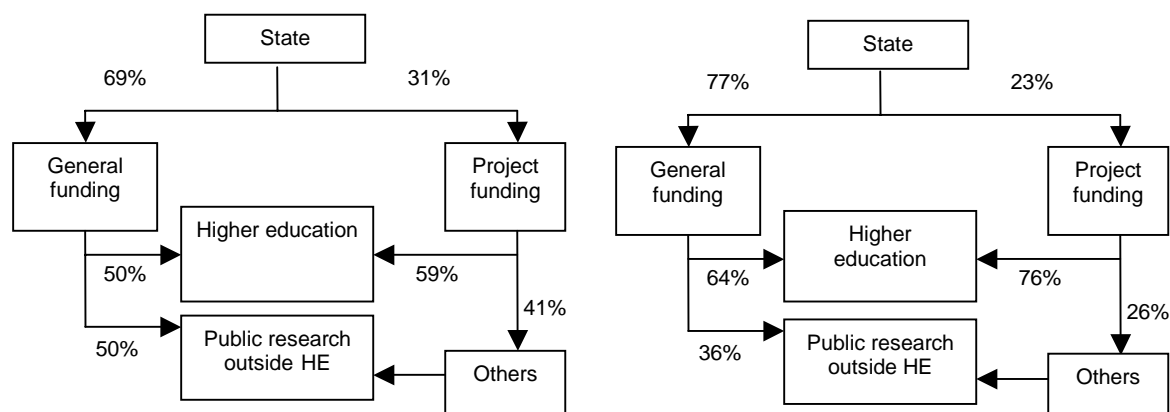 State
69%
31%
General
funding
Project
funding
Higher education
50%
59%
41%
50%
Public research
outside HE
Others
State
77%
23%
General
funding
Project
funding
Higher
education
64%
76%
26%
36%
Public research
outside HE
Others